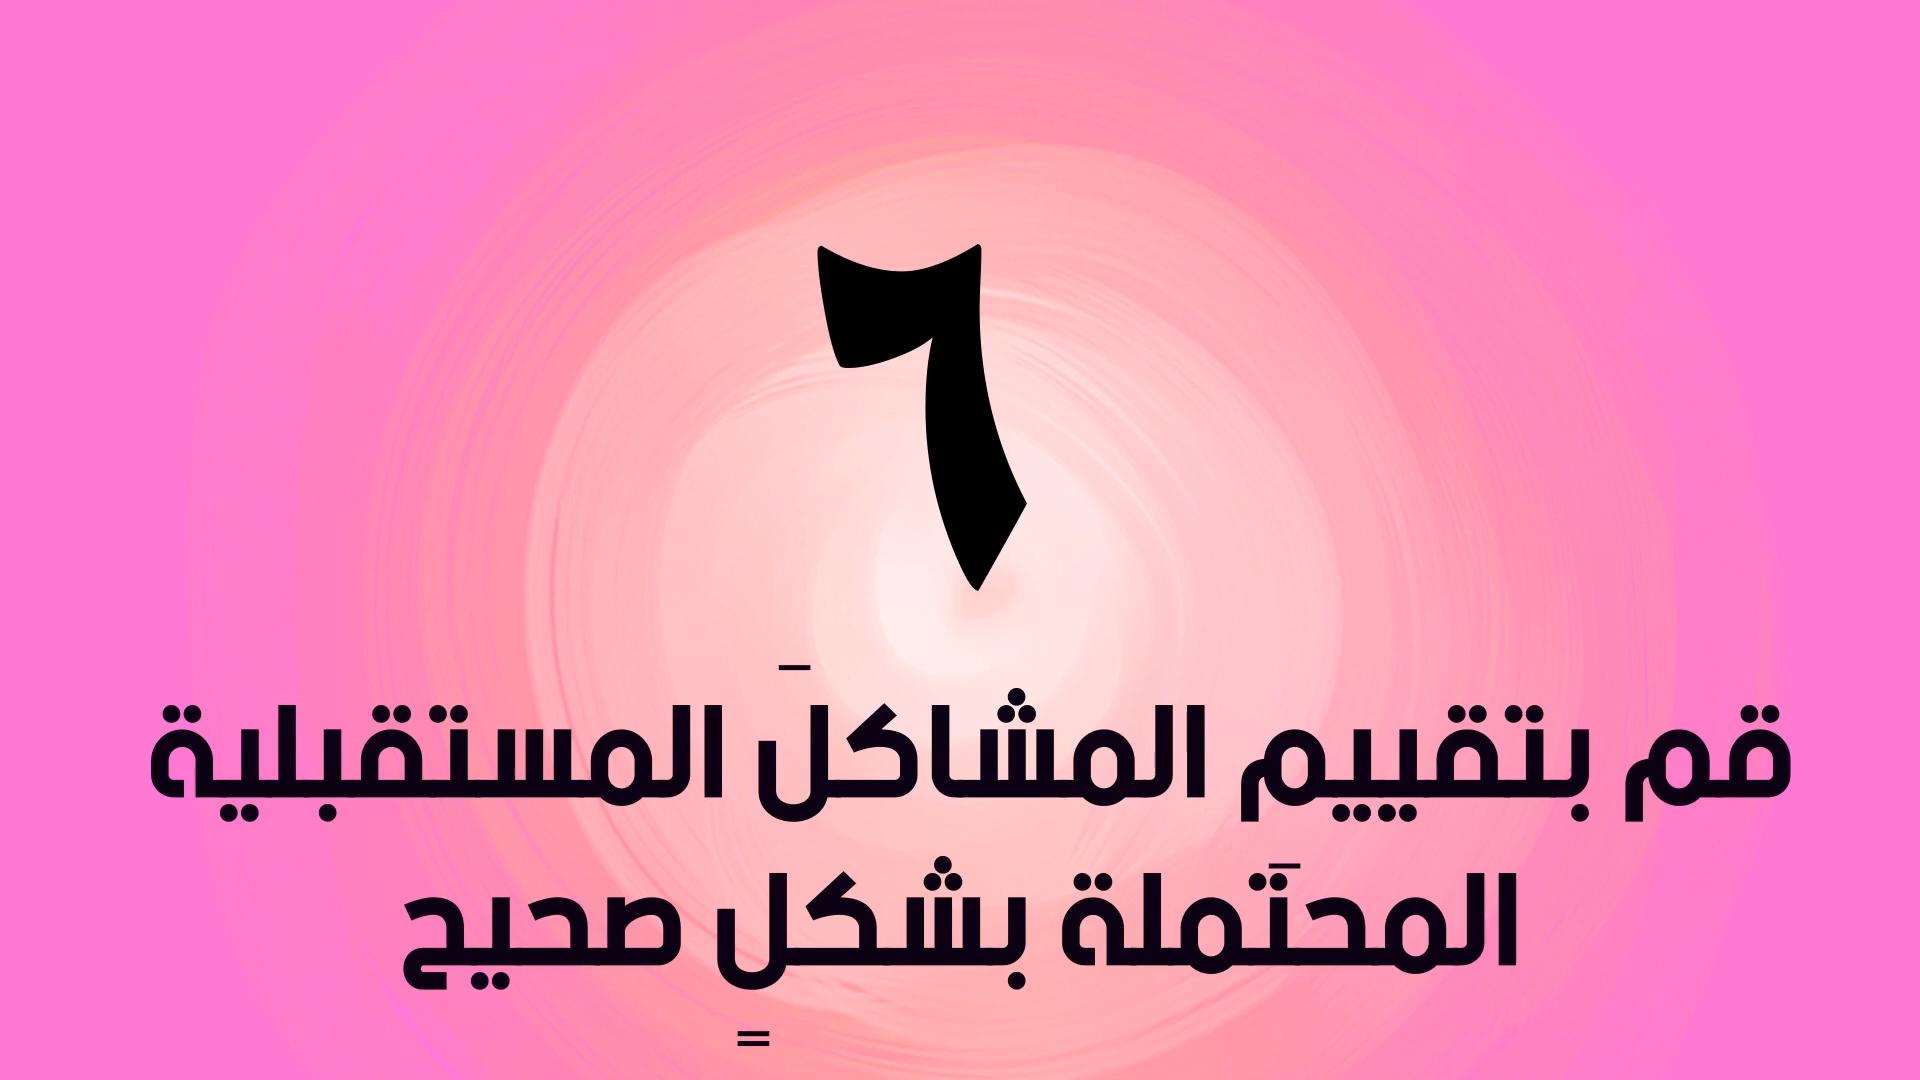 ٦
قم بتقييم المشاكلَ المستقبلية
المحتَملة بشكلٍ صحيح